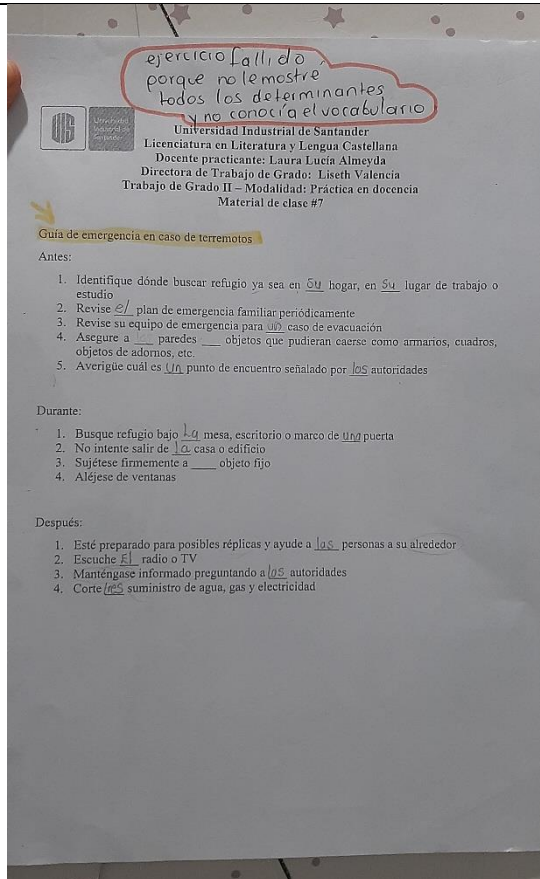 ejercicio fallido,
porque no le mostre
todos los determinantes
y no conocía el vocabulario
UIS
Universidad
Industrial de
Santander
Universidad Industrial de Santander
Licenciatura en Literatura y Lengua Castellana
Docente practicante: Laura Lucía Almeyda
Directora de Trabajo de Grado: Liseth Valencia
Trabajo de Grado II – Modalidad: Práctica en docencia
Material de clase #7
Guía de emergencia en caso de terremotos
Antes:
1. Identifique dónde buscar refugio ya sea en Su hogar, en Su lugar de trabajo o
estudio
2. Revise el plan de emergencia familiar periódicamente
3. Revise su equipo de emergencia para un caso de evacuación
4. Asegure a ___ paredes ___ objetos que pudieran caerse como armarios, cuadros,
objetos de adornos, etc.
5. Averigüe cuál es Un punto de encuentro señalado por los autoridades
Durante:
1. Busque refugio bajo La mesa, escritorio o marco de una puerta
2. No intente salir de la casa o edificio
3. Sujétese firmemente a ____ objeto fijo
4. Aléjese de ventanas
Después:
1. Esté preparado para posibles réplicas y ayude a las personas a su alrededor
2. Escuche El radio o TV
3. Manténgase informado preguntando a los autoridades
4. Corte suministro de agua, gas y electricidad